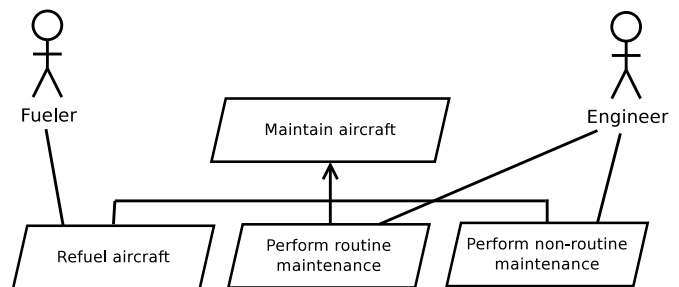 Fueler
Engineer
Maintain aircraft
Refuel aircraft
Perform routine
maintenance
Perform non-routine
maintenance